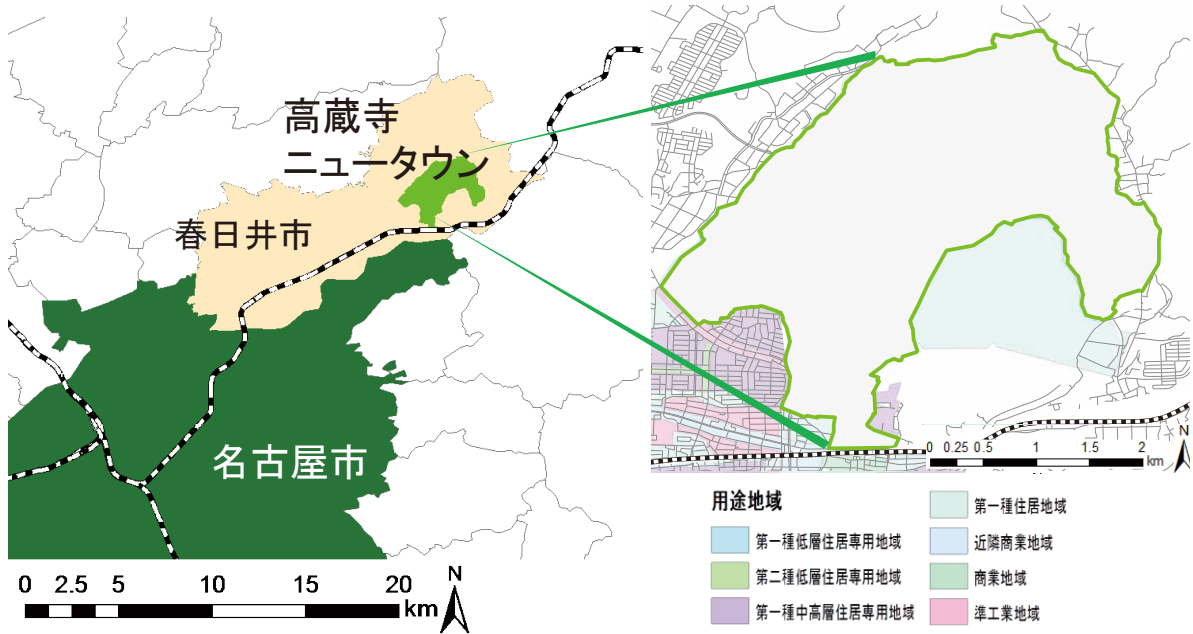 高蔵寺
ニュータウン
春日井市
名古屋市
0 2.5 5 10 15 20
km
N
0 0.25 0.5 1 1.5 2
km
N
用途地域
第一種低層住居専用地域
第二種低層住居専用地域
第一種中高層住居専用地域
第一種住居地域
近隣商業地域
商業地域
準工業地域